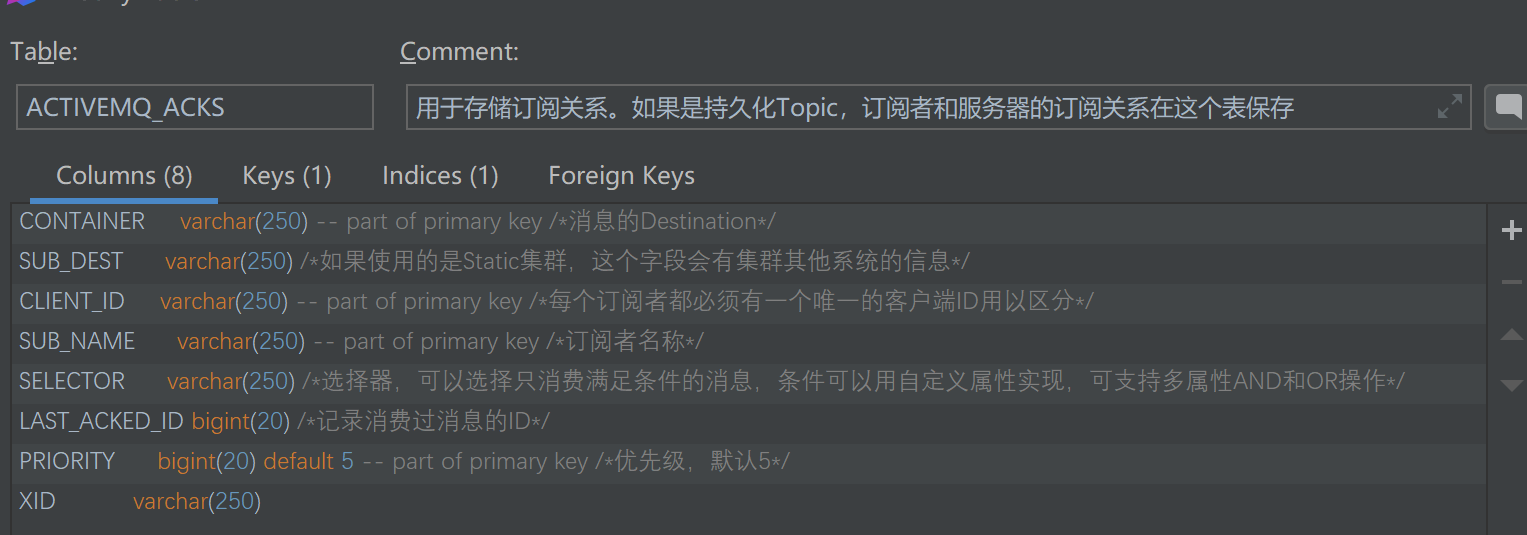 Table:
Comment:
ACTIVEMQ_ACKS
用于存储订阅关系。如果是持久化Topic，订阅者和服务器的订阅关系在这个表保存
Columns (8)
Keys (1)
Indices (1)
Foreign Keys
CONTAINER varchar(250) -- part of primary key /*消息的Destination*/
SUB_DEST varchar(250) /*如果使用的是Static集群，这个字段会有集群其他系统的信息*/
CLIENT_ID varchar(250) -- part of primary key /*每个订阅者都必须有一个唯一的客户端ID用以区分*/
SUB_NAME varchar(250) -- part of primary key /*订阅者名称*/
SELECTOR varchar(250) /*选择器，可以选择只消费满足条件的消息，条件可以用自定义属性实现，可支持多属性AND和OR操作*/
LAST_ACKED_ID bigint(20) /*记录消费过消息的ID*/
PRIORITY bigint(20) default 5 -- part of primary key /*优先级，默认5*/
XID varchar(250)